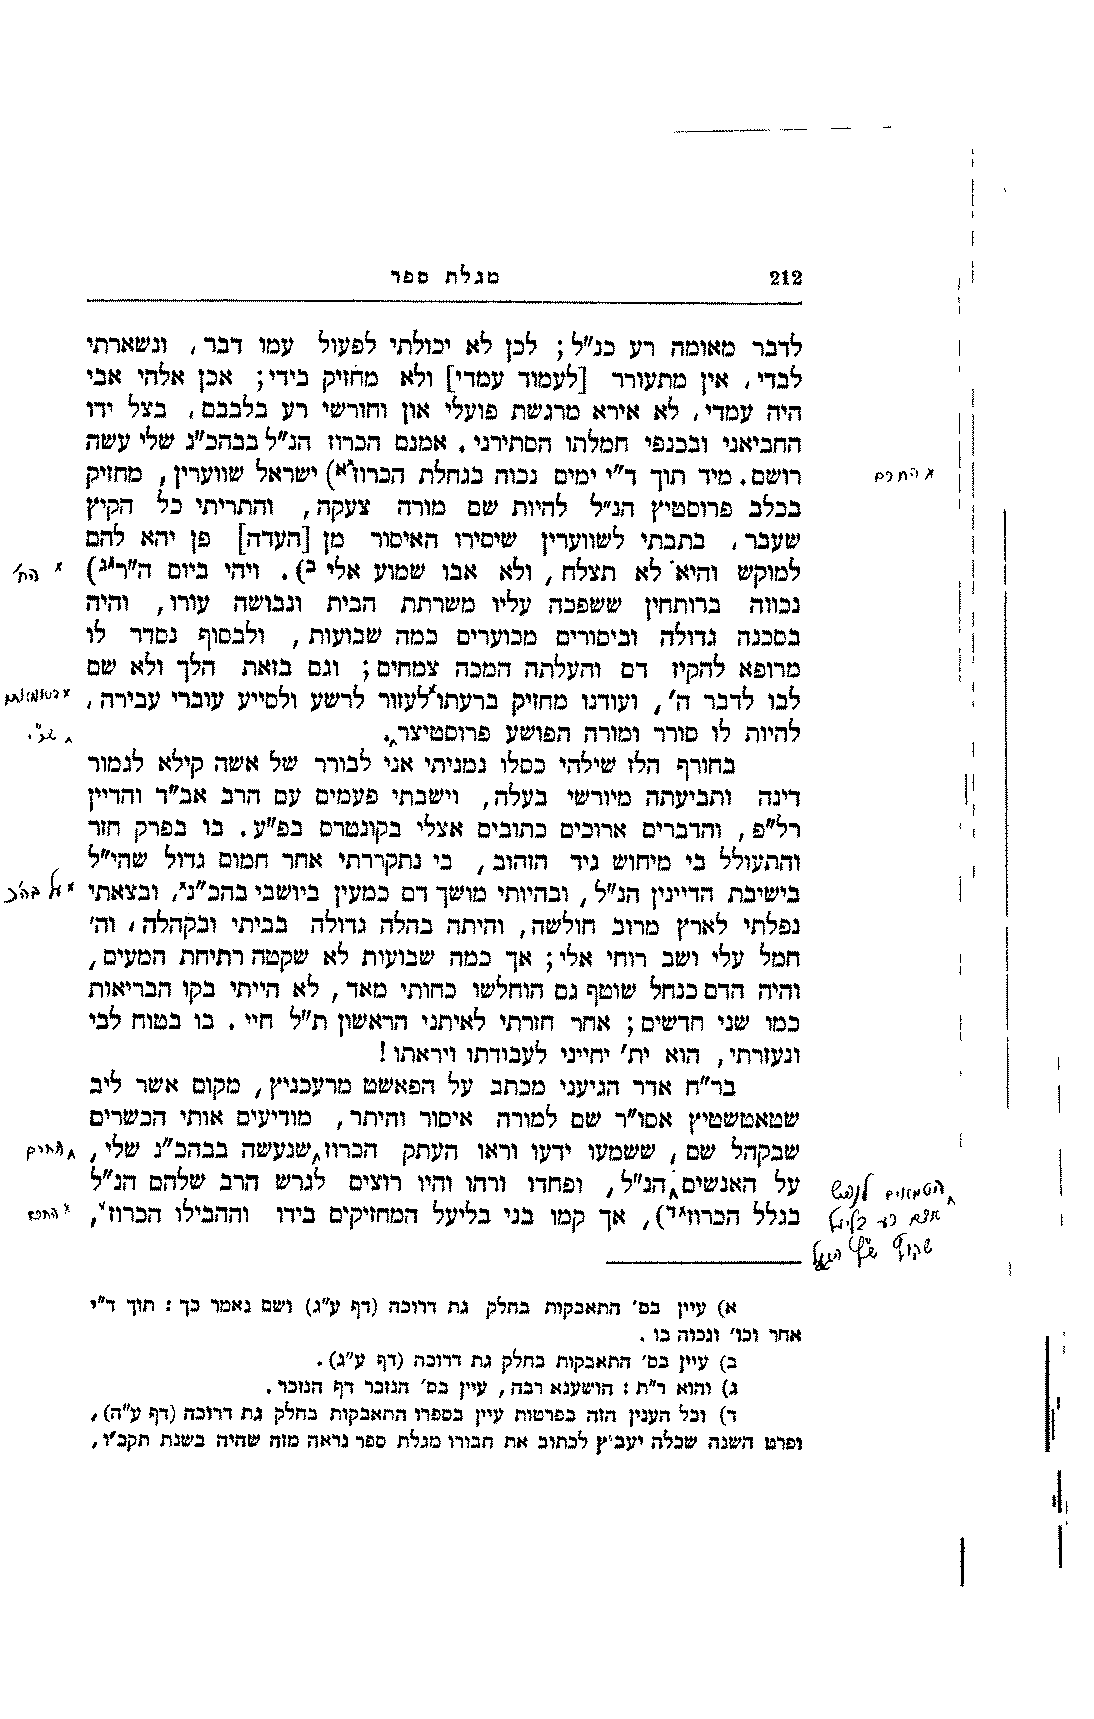 212 מגלת ספר
לדבר מאומה רע כנ"ל; לכן לא יכולתי לפעול עמו דבר, ונשארתי
לבדי, אין מתעורר [לעמוד עמדי] ולא מחזיק בידי; אכן אלהי אבי
היה עמדי, לא אירא מרגשת פועלי און וחורשי רע בלבבם, בצל ידו
החביאני ובכנפי חמלתו הסתירני. אמנם הכרוז הנ"ל בבהכ"נ שלי עשה
רושם. מיד תוך ד"י ימים נכוה בגחלת הכרוז א) ישראל שווערין, מחזיק
בכלב פרוסטיץ הנ"ל להיות שם מורה צעקה, והתריתי כל הקיץ
שעבר, כתבתי לשווערין שיסירו האיסור מן [העדה] פן יהא להם
למוקש והיא לא תצלח, ולא אבו שמוע אלי ב). ויהי ביום ה"ר ג)
נכווה ברותחין ששפכה עליו משרתת הבית ונכושה עורו, והיה
בסכנה גדולה וביסורים מכוערים כמה שבועות, ולבסוף נסדר לו
מרופא להקיז דם והעלתה המכה צמחים; וגם בזאת הלך ולא שם
לבו לדבר ה', ועודנו מחזיק ברעתו לעזור לרשע ולסייע עוברי עבירה,
להיות לו סורר ומורה הפושע פרוסטיצר.
בחורף הלז שילהי כסלו נמניתי אני לבורר של אשה קילא לגמור
דינה ותביעתה מיורשי בעלה, וישבתי פעמים עם הרב אב"ד והדיין
רל"פ, והדברים ארוכים כתובים אצלי בקונטרס בפ"ע. בו בפרק חזר
והתעולל בי מיחוש גיד הזהוב, כי נתקררתי אחר חמום גדול שהי"ל
בישיבת הדיינין הנ"ל, ובהיותי מושך דם כמעין ביושבי בהכ"נ, ובצאתי
נפלתי לארץ מרוב חולשה, והיתה בהלה גדולה בביתי ובקהלה, וה'
חמל עלי ושב רוחי אלי; אך כמה שבועות לא שקטה רתיחת המעים,
והיה הדם כנחל שוטף גם הוחלשו כחותי מאד, לא הייתי בקו הבריאות
כמו שני חדשים; אחר חזרתי לאיתני הראשון ת"ל חיי. בו בטוח לבי
ונעזרתי, הוא ית' יחייני לעבודתו ויראתו!
בר"ח אדר הגיעני מכתב על הפאשט מרעכניץ, מקום אשר ליב
שטאטשטיץ אסו"ר שם למורה איסור והיתר, מודיעים אותי הכשרים
שבקהל שם, ששמעו ידעו וראו העתק הכרוז שנעשה בבהכ"נ שלי,
על האנשים הנ"ל, ופחדו ורהו והיו רוצים לגרש הרב שלהם הנ"ל
בגלל הכרוז ד), אך קמו בני בליעל המחזיקים בידו וההבילו הכרוז,
א) עיין בס' התאבקות בחלק גת דרוכה (דף ע"ג) ושם נאמר כך: תוך ד"י
אחר וכו' ונכוה בו.
ב) עיין בס' התאבקות בחלק גת דרוכה (דף ע"ג).
ג) והוא ר"ת: הושענא רבה, עיין בס' הנזכר דף הנזכר.
ד) וכל הענין הזה בפרטות עיין בספרו התאבקות בחלק גת דרוכה (דף ע"ה),
ופרט השנה שכלה יעב"ץ לכתוב את חבורו מגלת ספר נראה מזה שהיה בשנת תקכ"ו,